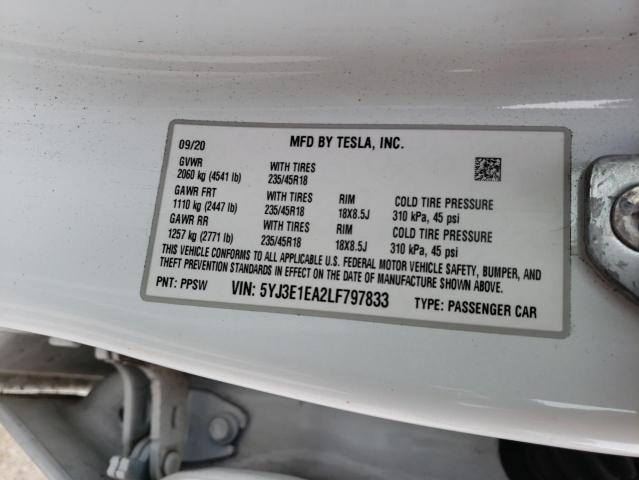 09/20 MFD BY TESLA, INC.
GVWR WITH TIRES
2060 kg (4541 lb) 235/45R18
GAWR FRT WITH TIRES RIM COLD TIRE PRESSURE
1110 kg (2447 lb) 235/45R18 18X8.5J 310 kPa, 45 psi
GAWR RR WITH TIRES RIM COLD TIRE PRESSURE
1257 kg (2771 lb) 235/45R18 18X8.5J 310 kPa, 45 psi
THIS VEHICLE CONFORMS TO ALL APPLICABLE U.S. FEDERAL MOTOR VEHICLE SAFETY, BUMPER, AND
THEFT PREVENTION STANDARDS IN EFFECT ON THE DATE OF MANUFACTURE SHOWN ABOVE.
PNT: PPSW VIN: 5YJ3E1EA2LF797833 TYPE: PASSENGER CAR